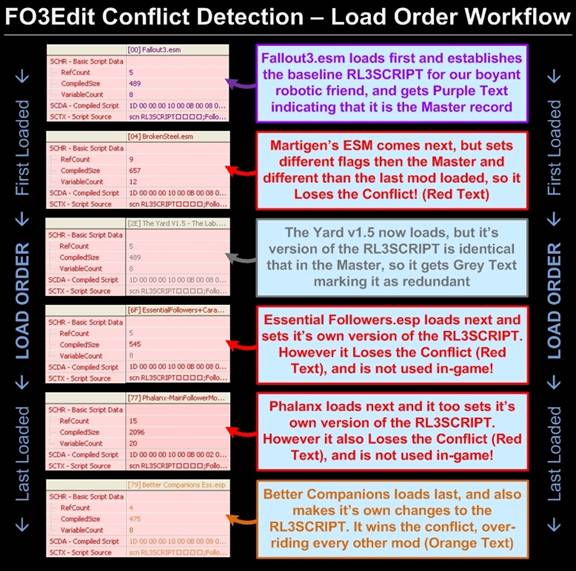 FO3Edit Conflict Detection – Load Order Workflow
First Loaded
LOAD ORDER
Last Loaded
[00] Fallout3.esm
SCHR - Basic Script Data
RefCount 5
CompiledSize 489
VariableCount 8
SCDA - Compiled Script 1D 00 00 00 10 00 0B 00 08 0...
SCTX - Script Source scn RL3SCRIPT□□□□;Follo...
Fallout3.esm loads first and establishes
the baseline RL3SCRIPT for our boyant
robotic friend, and gets Purple Text
indicating that it is the Master record
[04] BrokenSteel.esm
SCHR - Basic Script Data
RefCount 9
CompiledSize 657
VariableCount 12
SCDA - Compiled Script 1D 00 00 00 10 00 0B 00 08 0...
SCTX - Script Source scn RL3SCRIPT□□□□;Follo...
Martigen's ESM comes next, but sets
different flags then the Master and
different than the last mod loaded, so it
Loses the Conflict! (Red Text)
[2E] The Yard V1.5 - The Lab...
SCHR - Basic Script Data
RefCount 5
CompiledSize 489
VariableCount 8
SCDA - Compiled Script 1D 00 00 00 10 00 0B 00 08 0...
SCTX - Script Source scn RL3SCRIPT□□□□;Follo...
The Yard v1.5 now loads, but it's
version of the RL3SCRIPT is identical
that in the Master, so it gets Grey Text
marking it as redundant
[6F] EssentialFollowers+Cara...
SCHR - Basic Script Data
RefCount 5
CompiledSize 545
VariableCount 8
SCDA - Compiled Script 1D 00 00 00 10 00 0B 00 08 0...
SCTX - Script Source scn RL3SCRIPT□□□□;Follo...
Essential Followers.esp loads next and
sets it's own version of the RL3SCRIPT.
However it Loses the Conflict (Red
Text), and is not used in-game!
[77] Phalanx-MainFollowerMo...
SCHR - Basic Script Data
RefCount 15
CompiledSize 2096
VariableCount 20
SCDA - Compiled Script 1D 00 00 00 10 00 0B 00 02 0...
SCTX - Script Source scn RL3SCRIPT□□□□;Follo...
Phalanx loads next and it too sets it's
own version of the RL3SCRIPT.
However it also Loses the Conflict (Red
Text), and is not used in-game!
[79] Better Companions Ess.esp
SCHR - Basic Script Data
RefCount 4
CompiledSize 475
VariableCount 8
SCDA - Compiled Script 1D 00 00 00 10 00 0B 00 08 0...
SCTX - Script Source scn RL3SCRIPT□□□□;Follo...
Better Companions loads last, and also
makes it's own changes to the
RL3SCRIPT. It wins the conflict, over-
riding every other mod (Orange Text)
First Loaded
LOAD ORDER
Last Loaded